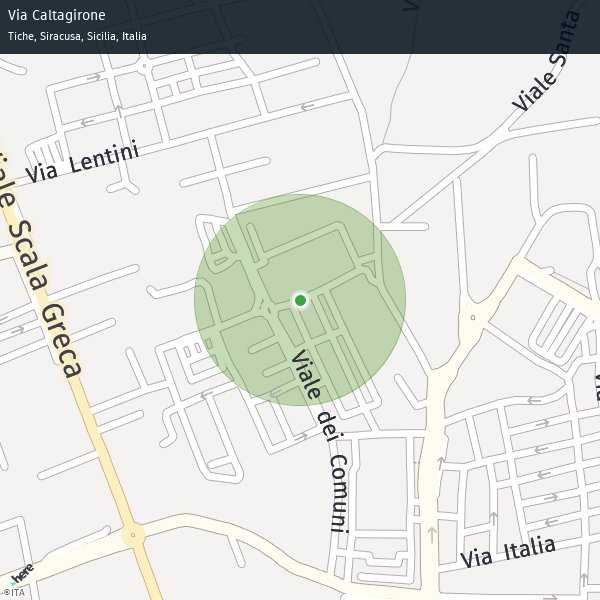 Via Caltagirone
Tiche, Siracusa, Sicilia, Italia
V
Viale Santa
Via Lentini
iale Scala Greca
Viale dei Comuni
Via Italia
here
©ITA